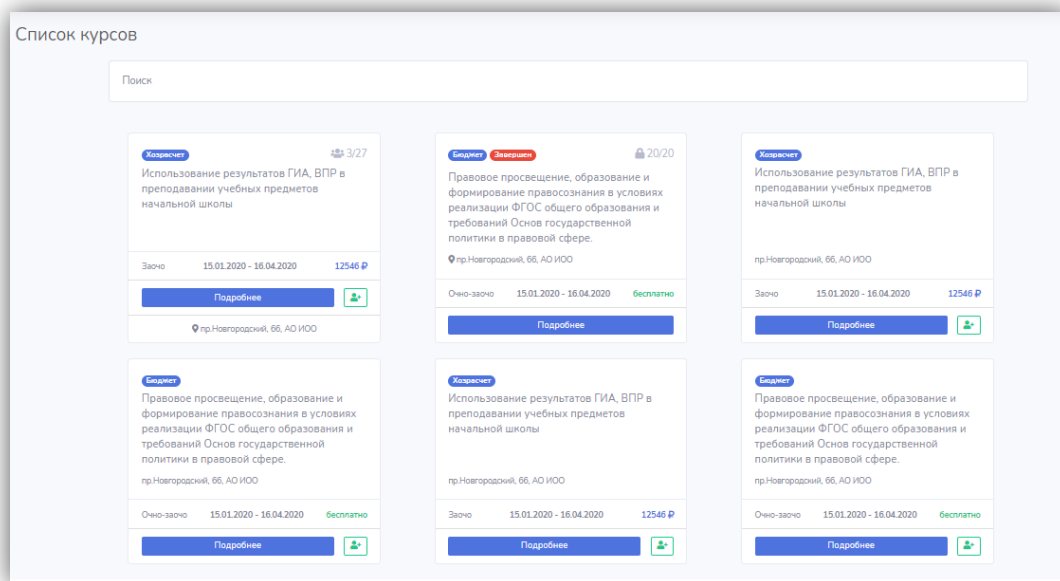 Список курсов
Поиск
Хозрасчет
3/27
Использование результатов ГИА, ВПР в
преподавании учебных предметов
начальной школы
Заочо 15.01.2020 - 16.04.2020 12546 ₽
Подробнее
пр.Новгородский, 66, АО ИОО
Бюджет Завершен
20/20
Правовое просвещение, образование и
формирование правосознания в условиях
реализации ФГОС общего образования и
требований Основ государственной
политики в правовой сфере.
пр.Новгородский, 66, АО ИОО
Очно-заочо 15.01.2020 - 16.04.2020 бесплатно
Подробнее
Хозрасчет
Использование результатов ГИА, ВПР в
преподавании учебных предметов
начальной школы
пр.Новгородский, 66, АО ИОО
Заочо 15.01.2020 - 16.04.2020 12546 ₽
Подробнее
Бюджет
Правовое просвещение, образование и
формирование правосознания в условиях
реализации ФГОС общего образования и
требований Основ государственной
политики в правовой сфере.
пр.Новгородский, 66, АО ИОО
Очно-заочо 15.01.2020 - 16.04.2020 бесплатно
Подробнее
Хозрасчет
Использование результатов ГИА, ВПР в
преподавании учебных предметов
начальной школы
пр.Новгородский, 66, АО ИОО
Заочо 15.01.2020 - 16.04.2020 12546 ₽
Подробнее
Бюджет
Правовое просвещение, образование и
формирование правосознания в условиях
реализации ФГОС общего образования и
требований Основ государственной
политики в правовой сфере.
пр.Новгородский, 66, АО ИОО
Очно-заочо 15.01.2020 - 16.04.2020 бесплатно
Подробнее